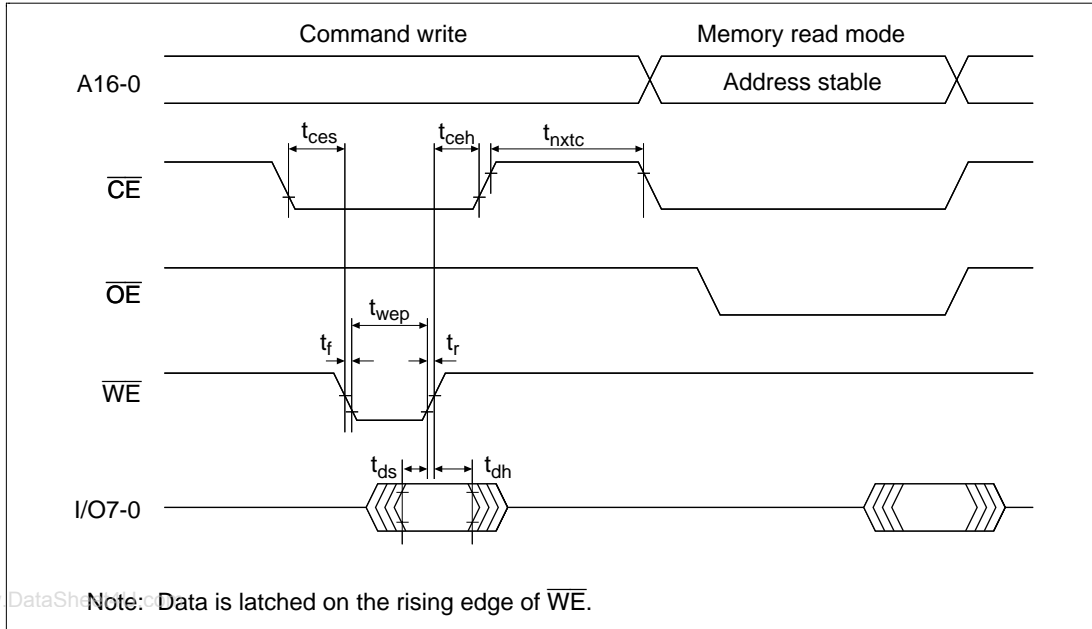 Command write
Memory read mode
A16-0
Address stable
tces
tceh
tnxtc
CE
OE
twep
tf
tr
WE
tds
tdh
I/O7-0
Note: Data is latched on the rising edge of WE.